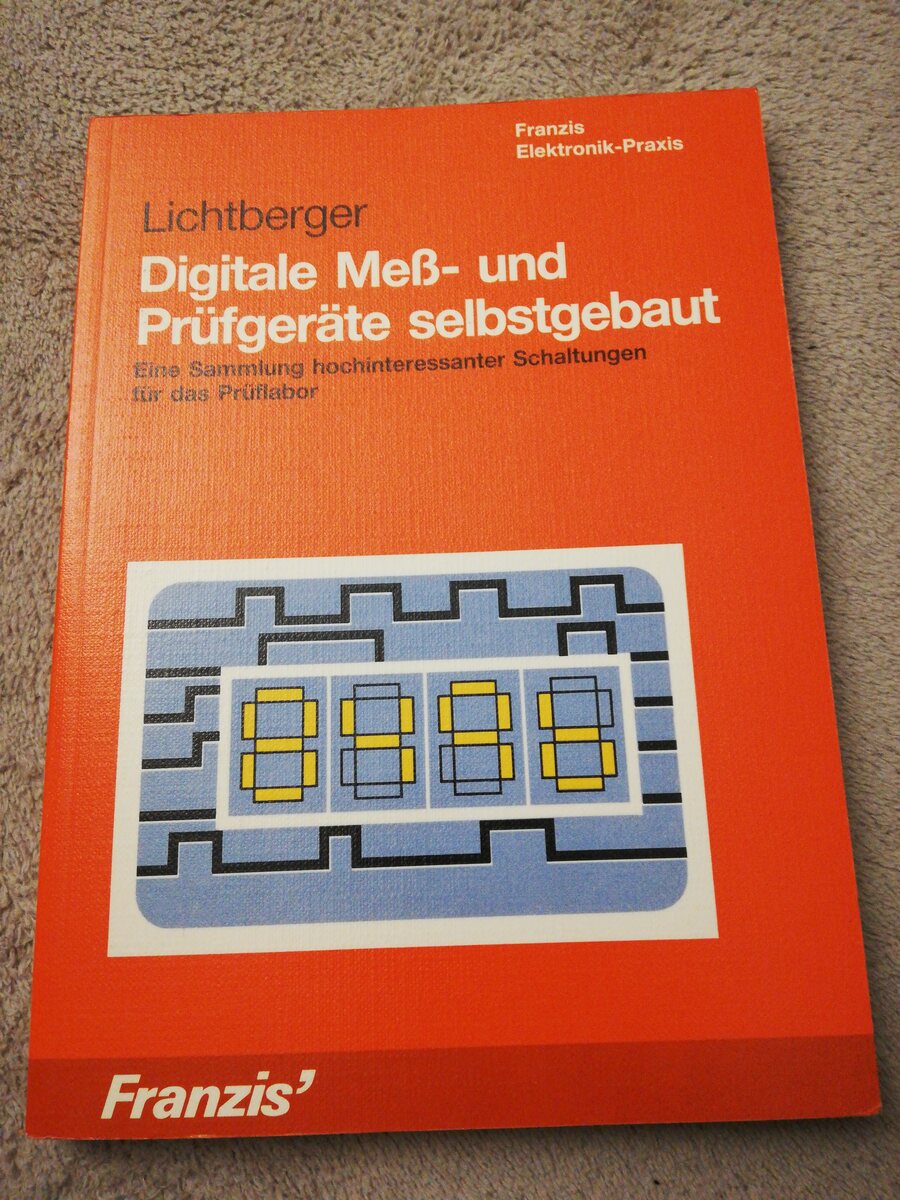 Franzis
Elektronik-Praxis
Lichtberger
Digitale Meß- und
Prüfgeräte selbstgebaut
Eine Sammlung hochinteressanter Schaltungen
für das Prüflabor
Franzis’